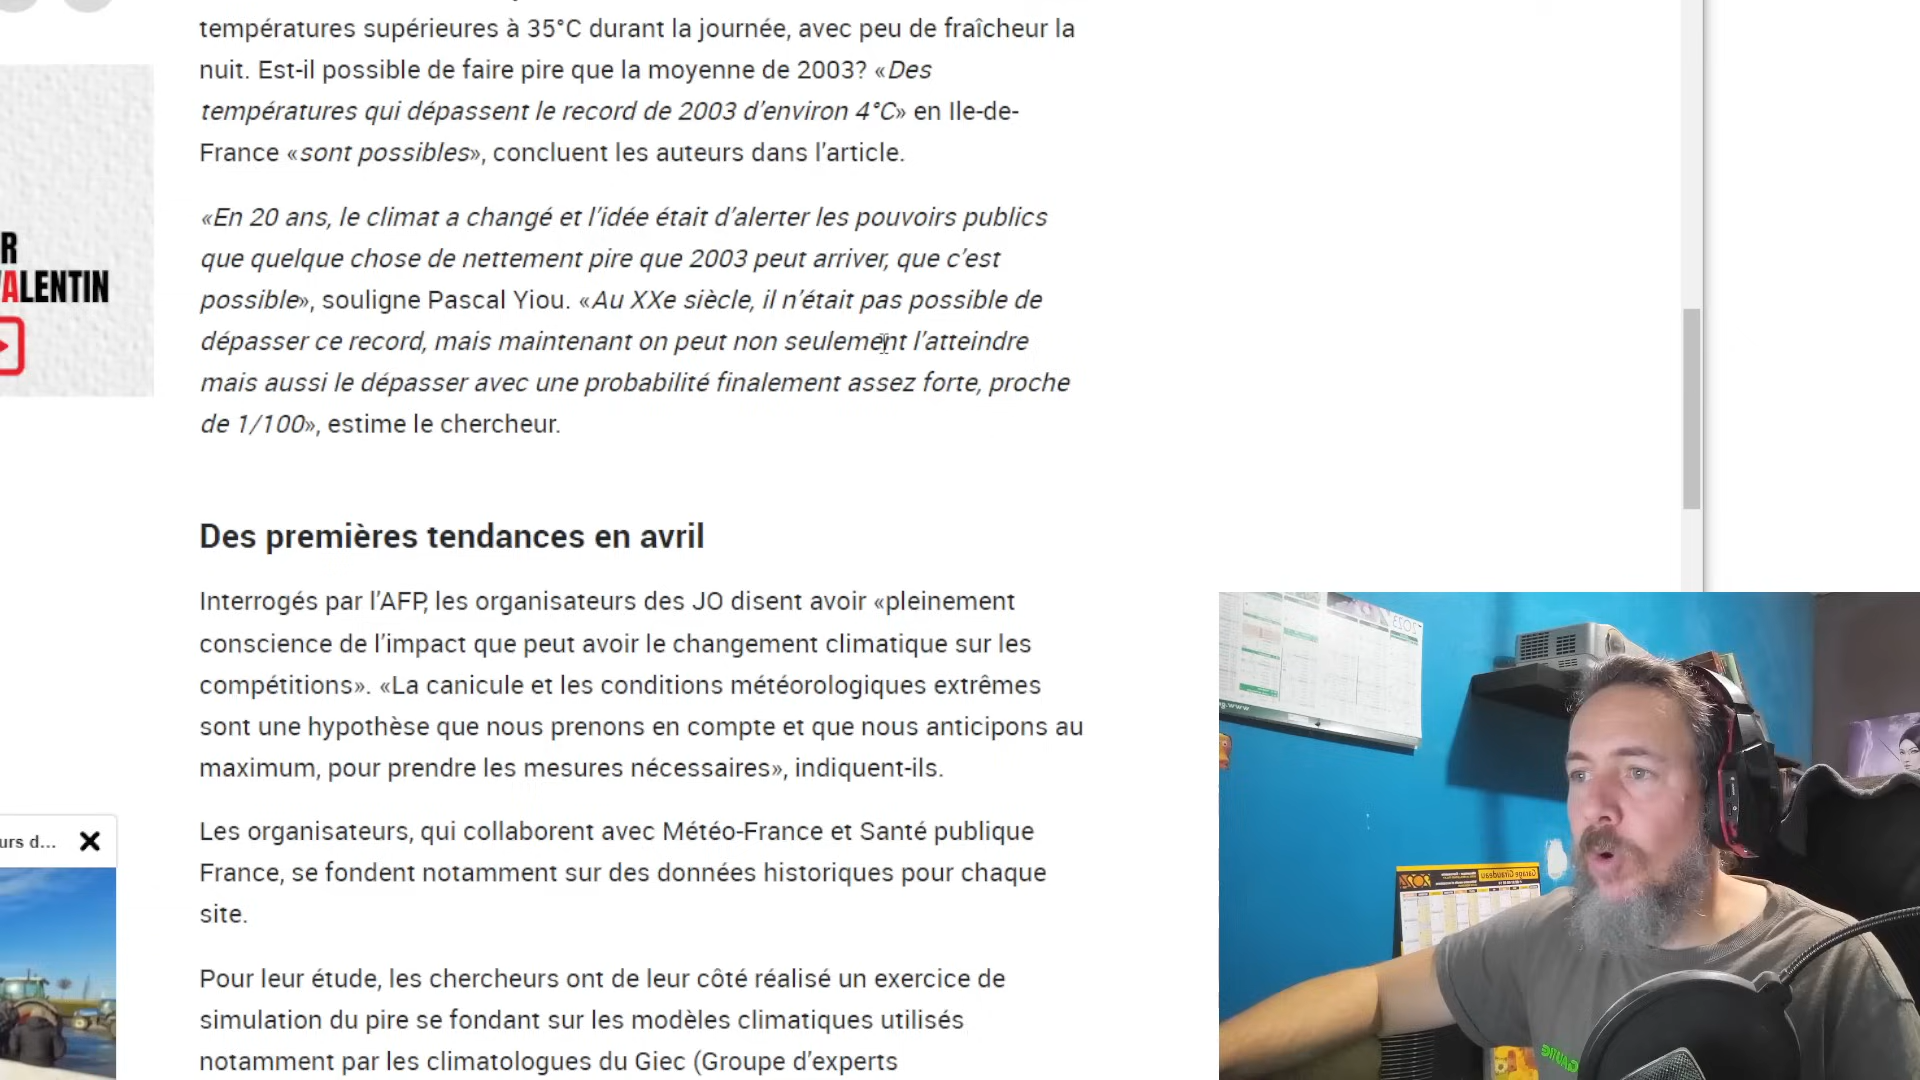 températures supérieures à 35°C durant la journée, avec peu de fraîcheur la
nuit. Est-il possible de faire pire que la moyenne de 2003? «Des
températures qui dépassent le record de 2003 d’environ 4°C» en Ile-de-
France «sont possibles», concluent les auteurs dans l’article.
«En 20 ans, le climat a changé et l’idée était d’alerter les pouvoirs publics
que quelque chose de nettement pire que 2003 peut arriver, que c’est
possible», souligne Pascal Yiou. «Au XXe siècle, il n’était pas possible de
dépasser ce record, mais maintenant on peut non seulement l’atteindre
mais aussi le dépasser avec une probabilité finalement assez forte, proche
de 1/100», estime le chercheur.
Des premières tendances en avril
Interrogés par l’AFP, les organisateurs des JO disent avoir «pleinement
conscience de l’impact que peut avoir le changement climatique sur les
compétitions». «La canicule et les conditions météorologiques extrêmes
sont une hypothèse que nous prenons en compte et que nous anticipons au
maximum, pour prendre les mesures nécessaires», indiquent-ils.
Les organisateurs, qui collaborent avec Météo-France et Santé publique
France, se fondent notamment sur des données historiques pour chaque
site.
Pour leur étude, les chercheurs ont de leur côté réalisé un exercice de
simulation du pire se fondant sur les modèles climatiques utilisés
notamment par les climatologues du Giec (Groupe d’experts
R
VALENTIN
urs d...
2023